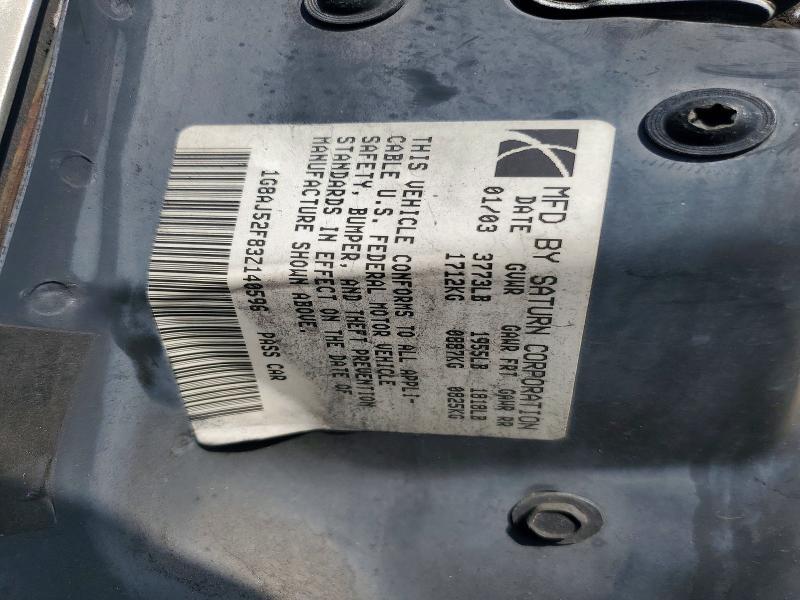 MFD BY SATURN CORPORATION
DATE GVWR GAWR FRT GAWR RR
01/03 3773LB 1955LB 1818LB
1712KG 0887KG 0825KG
THIS VEHICLE CONFORMS TO ALL APPLI-
CABLE U.S. FEDERAL MOTOR VEHICLE
SAFETY, BUMPER, AND THEFT PREVENTION
STANDARDS IN EFFECT ON THE DATE OF
MANUFACTURE SHOWN ABOVE.
1G8AJ52F83Z140596 PASS CAR